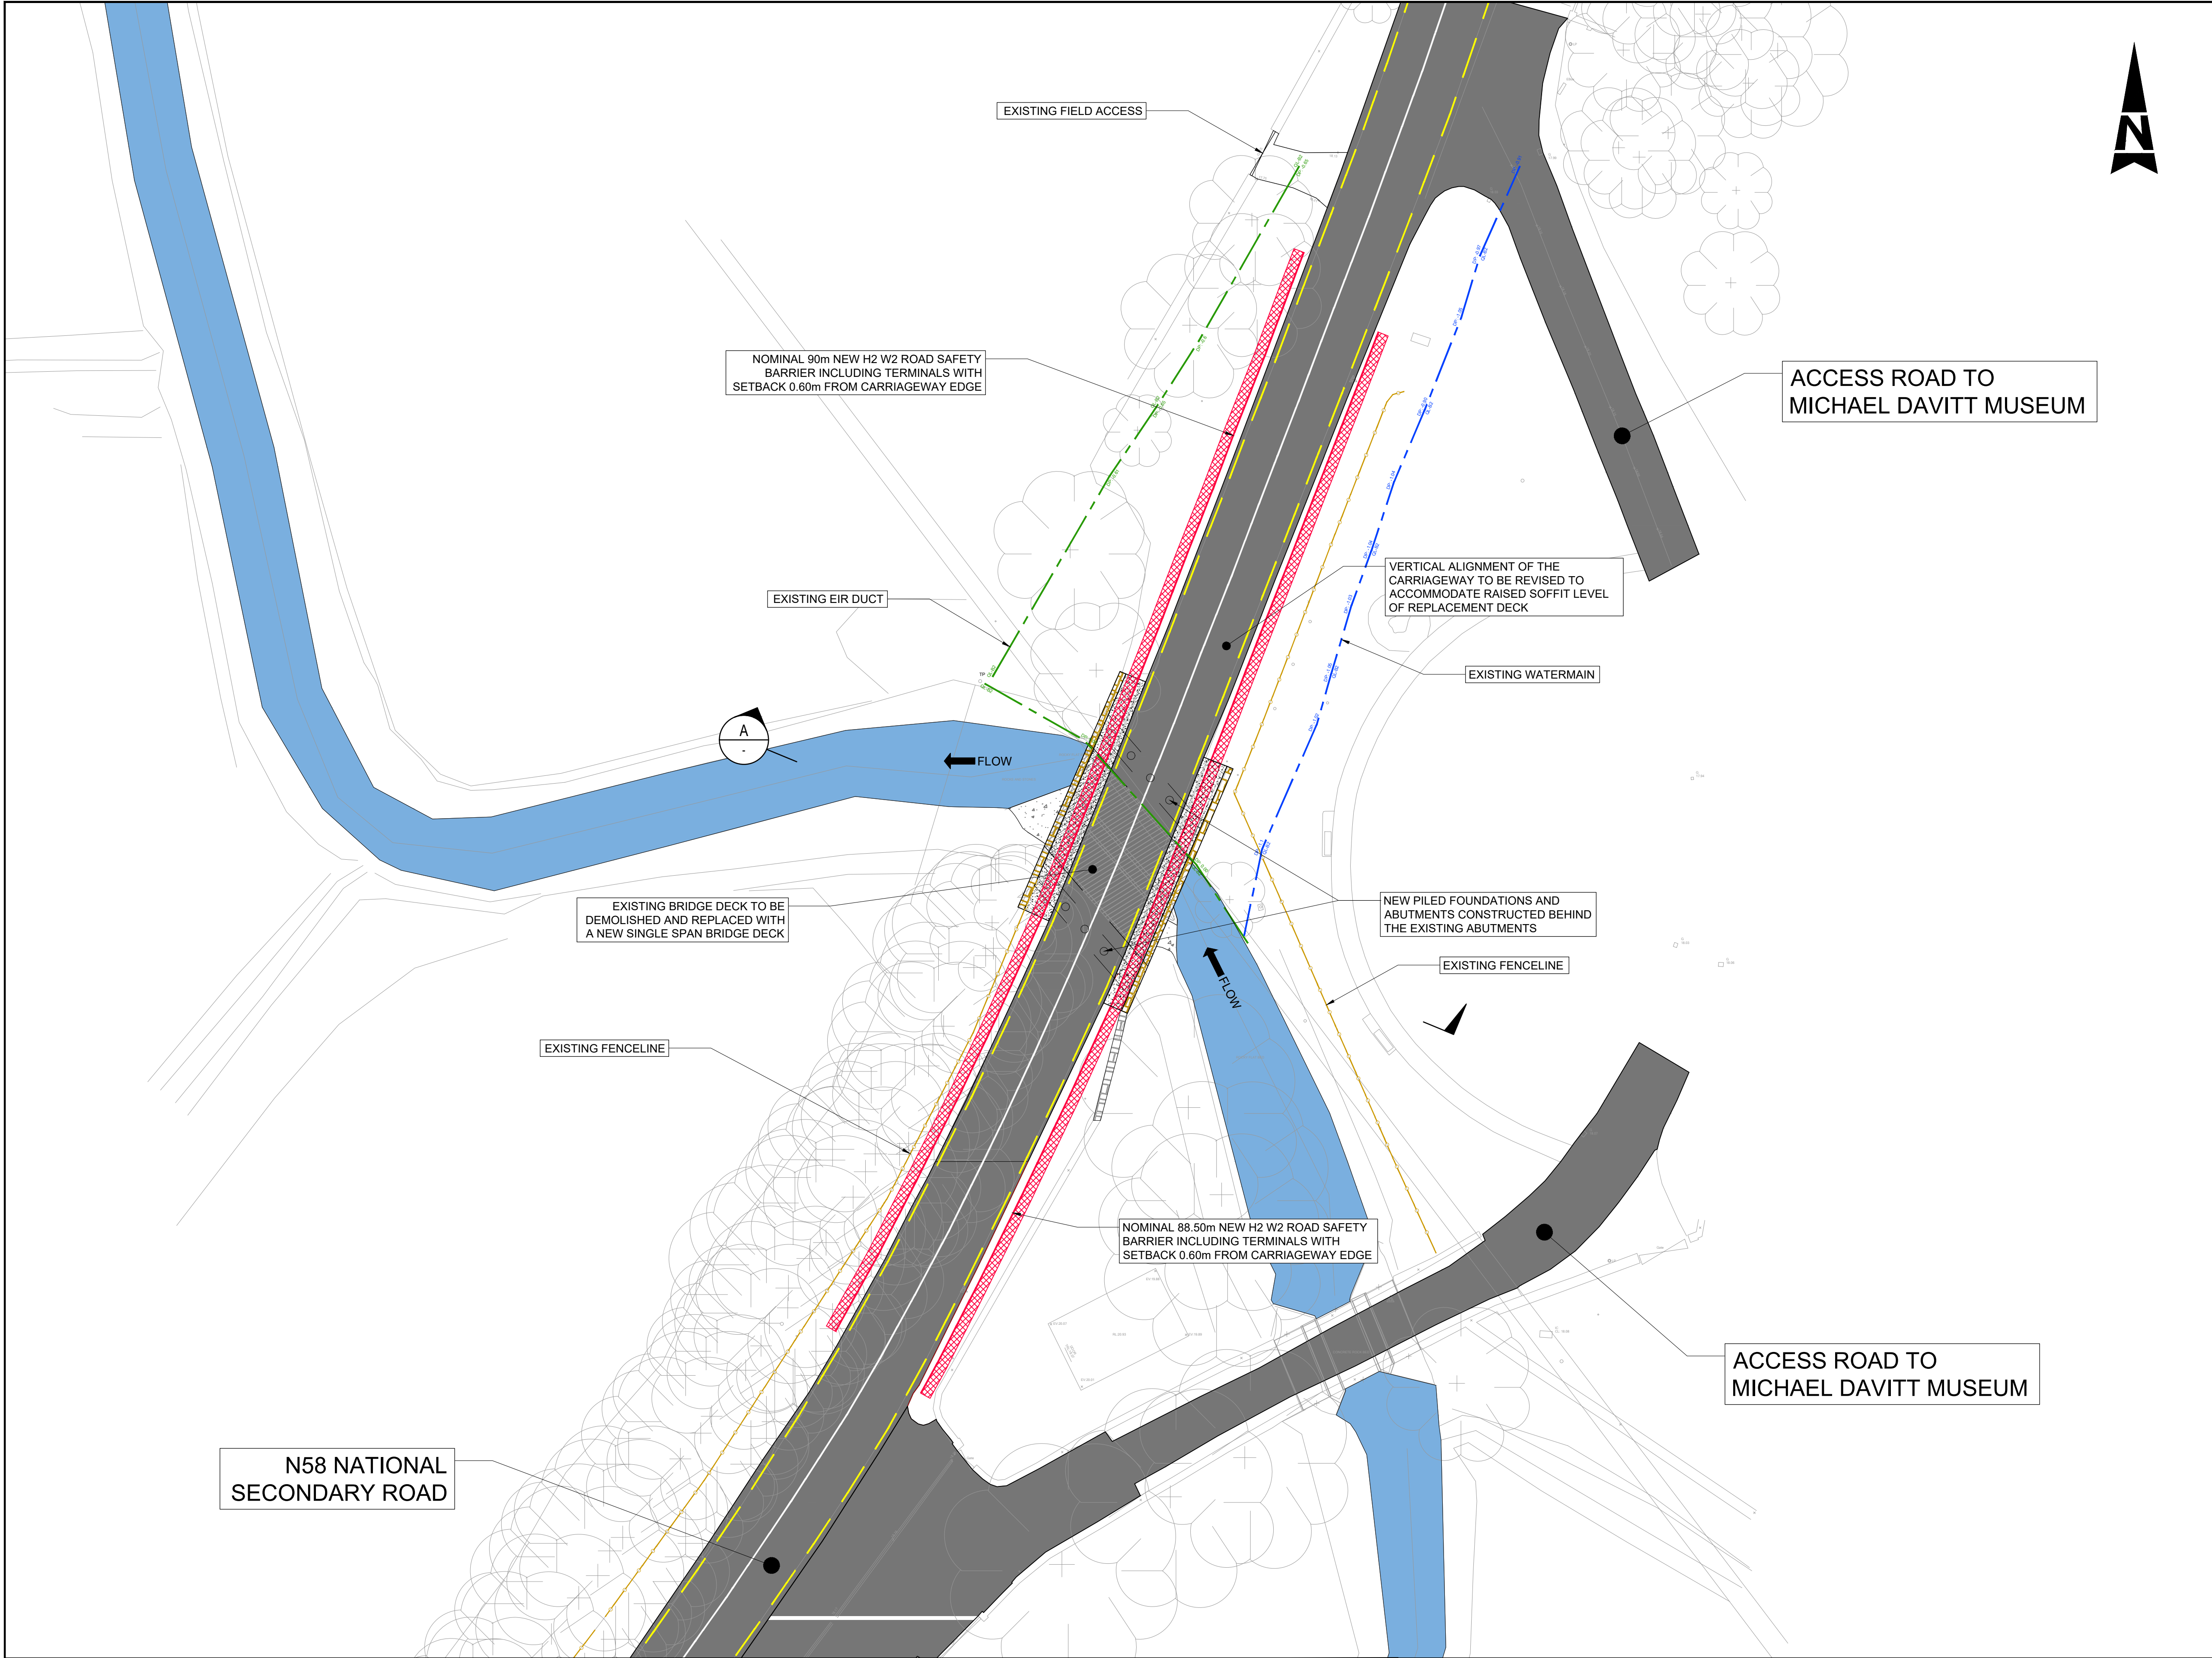 EXISTING FIELD ACCESS
N
NOMINAL 90m NEW H2 W2 ROAD SAFETY
BARRIER INCLUDING TERMINALS WITH
SETBACK 0.60m FROM CARRIAGEWAY EDGE
ACCESS ROAD TO
MICHAEL DAVITT MUSEUM
VERTICAL ALIGNMENT OF THE
CARRIAGEWAY TO BE REVISED TO
ACCOMMODATE RAISED SOFFIT LEVEL
OF REPLACEMENT DECK
EXISTING EIR DUCT
EXISTING WATERMAIN
TP
A
-
FLOW
EXISTING BRIDGE DECK TO BE
DEMOLISHED AND REPLACED WITH
A NEW SINGLE SPAN BRIDGE DECK
NEW PILED FOUNDATIONS AND
ABUTMENTS CONSTRUCTED BEHIND
THE EXISTING ABUTMENTS
EXISTING FENCELINE
FLOW
EXISTING FENCELINE
NOMINAL 88.50m NEW H2 W2 ROAD SAFETY
BARRIER INCLUDING TERMINALS WITH
SETBACK 0.60m FROM CARRIAGEWAY EDGE
ACCESS ROAD TO
MICHAEL DAVITT MUSEUM
N58 NATIONAL
SECONDARY ROAD